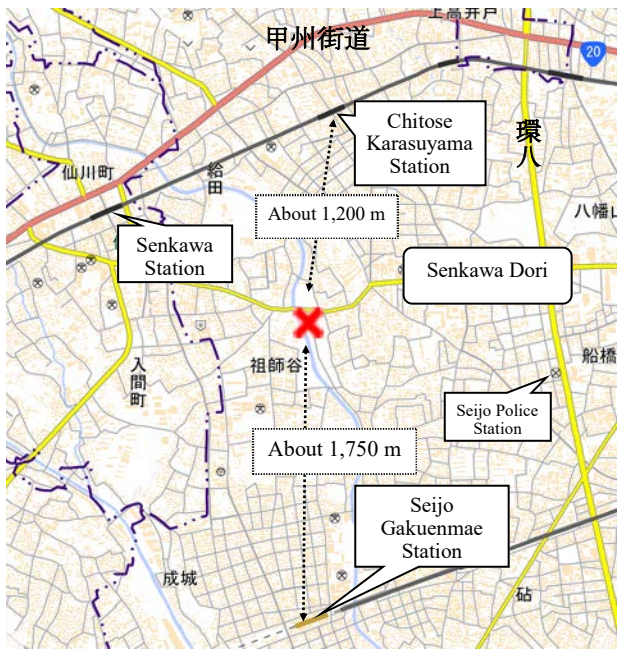 甲州街道
上高井戸
20
Chitose
Karasuyama
Station
環八
仙川町
給田
About 1,200 m
八幡山
Senkawa
Station
Senkawa Dori
祖師谷
入間町
船橋
Seijo Police
Station
About 1,750 m
Seijo
Gakuenmae
Station
成城
砧